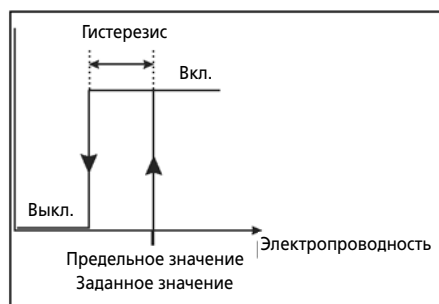 Гистерезис
Вкл.
Выкл.
Электропроводность
Предельное значение
Заданное значение